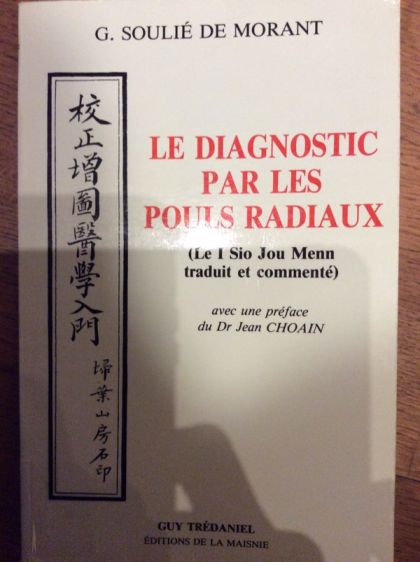 G. SOULIÉ DE MORANT
校正增圖醫學入門
掃葉山房石印
LE DIAGNOSTIC
PAR LES
POULS RADIAUX
(Le I Sio Jou Menn
traduit et commenté)
avec une préface
du Dr Jean CHOAIN
GUY TRÉDANIEL
ÉDITIONS DE LA MAISNIE